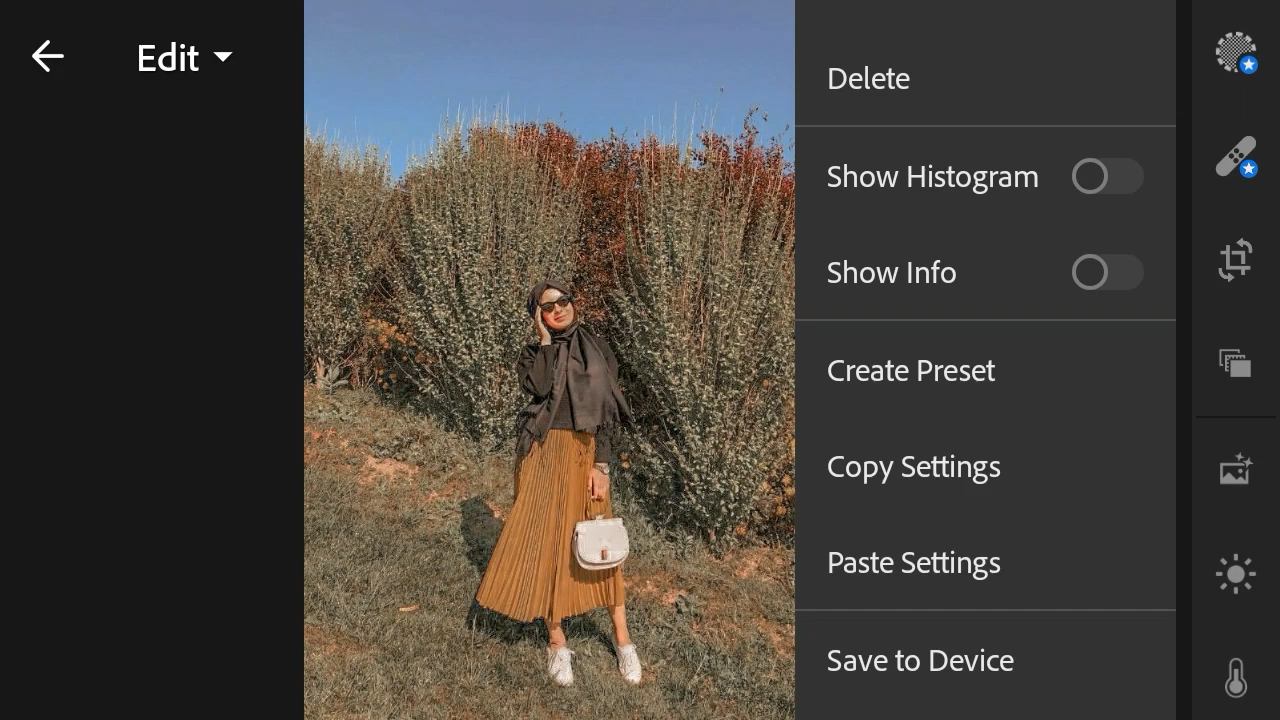 Edit
Delete
Show Histogram
Show Info
Create Preset
Copy Settings
Paste Settings
Save to Device